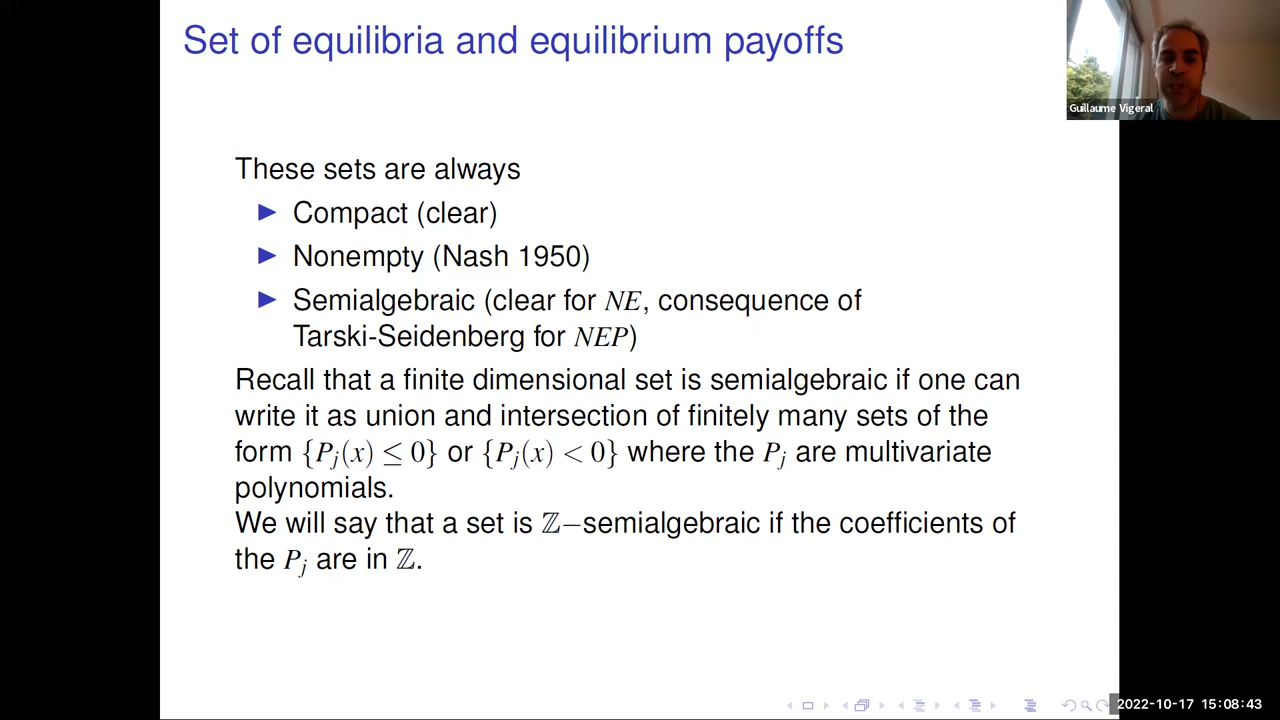 Set of equilibria and equilibrium payoffs
Guillaume Vigeral
These sets are always
▶ Compact (clear)
▶ Nonempty (Nash 1950)
▶ Semialgebraic (clear for NE, consequence of
Tarski-Seidenberg for NEP)
Recall that a finite dimensional set is semialgebraic if one can
write it as union and intersection of finitely many sets of the
form {P_j(x) ≤ 0} or {P_j(x) < 0} where the P_j are multivariate
polynomials.
We will say that a set is ℤ−semialgebraic if the coefficients of
the P_j are in ℤ.
2022-10-17 15:08:43